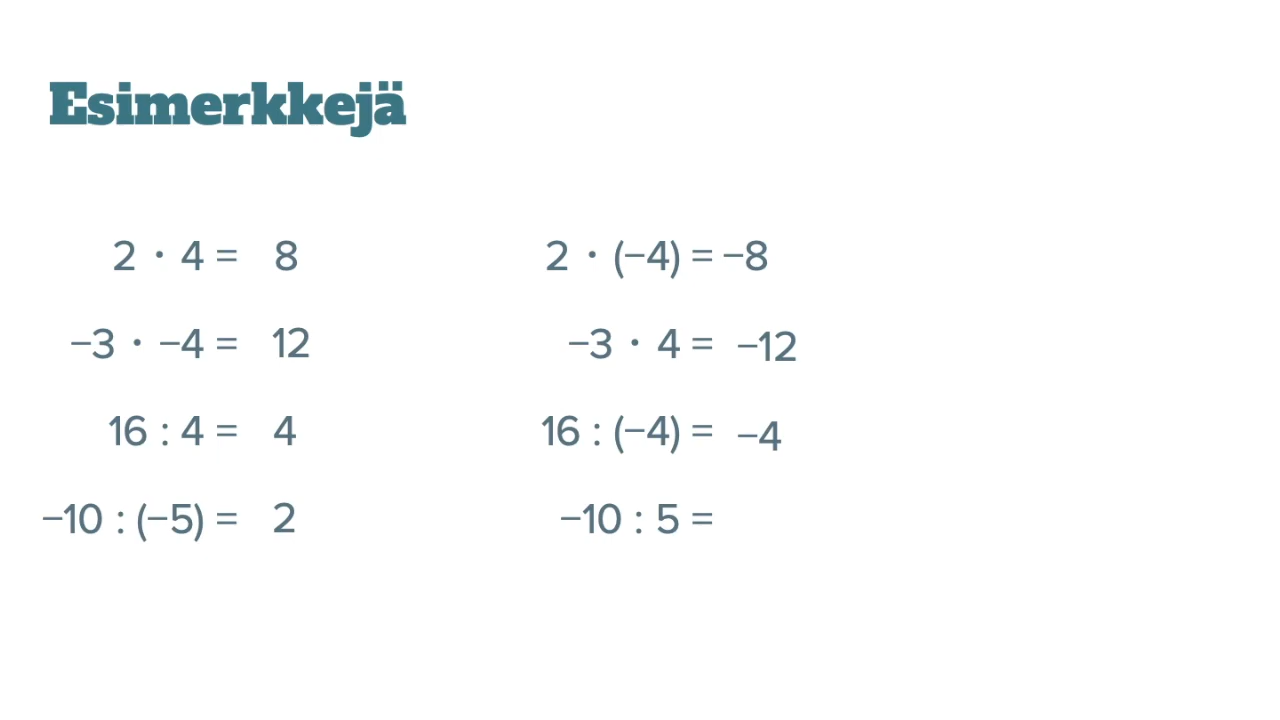 Esimerkkejä
2 · 4 = 8
2 · (−4) = −8
−3 · −4 = 12
−3 · 4 = −12
16 : 4 = 4
16 : (−4) = −4
−10 : (−5) = 2
−10 : 5 =